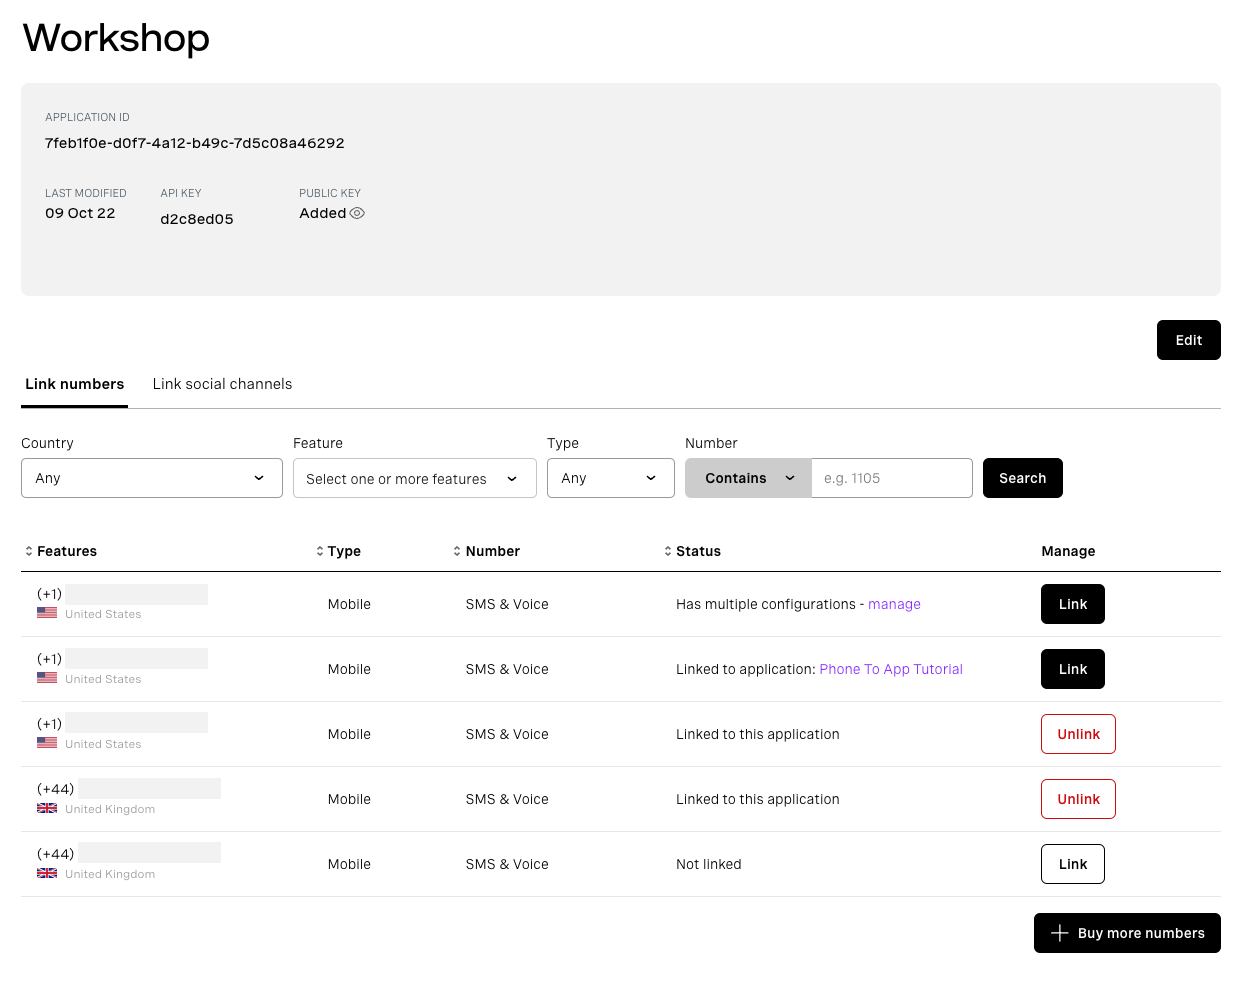 Workshop
APPLICATION ID
7feb1f0e-d0f7-4a12-b49c-7d5c08a46292
LAST MODIFIED API KEY PUBLIC KEY
09 Oct 22 d2c8ed05 Added
Edit
Link numbers Link social channels
Country Feature Type Number
Any Select one or more features Any Contains e.g. 1105 Search
Features Type Number Status Manage
(+1)
United States Mobile SMS & Voice Has multiple configurations - manage Link
(+1)
United States Mobile SMS & Voice Linked to application: Phone To App Tutorial Link
(+1)
United States Mobile SMS & Voice Linked to this application Unlink
(+44)
United Kingdom Mobile SMS & Voice Linked to this application Unlink
(+44)
United Kingdom Mobile SMS & Voice Not linked Link
Buy more numbers